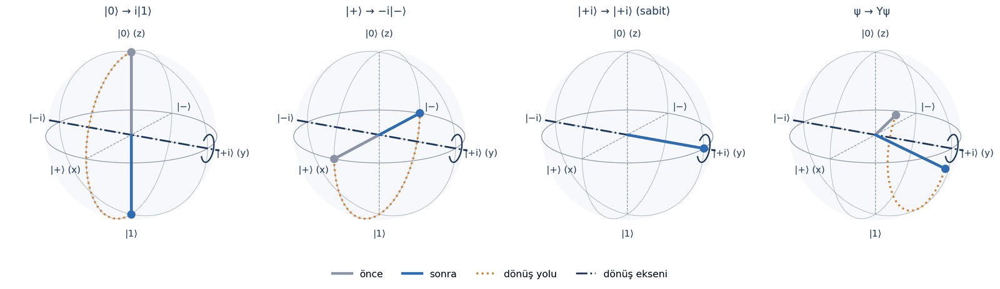 |0⟩ → i|1⟩
|0⟩ (z)
|−i⟩
|−⟩
|+i⟩ (y)
|+⟩ (x)
|1⟩
|+⟩ → −i|−⟩
|0⟩ (z)
|−i⟩
|−⟩
|+i⟩ (y)
|+⟩ (x)
|1⟩
|+i⟩ → |+i⟩ (sabit)
|0⟩ (z)
|−i⟩
|−⟩
|+i⟩ (y)
|+⟩ (x)
|1⟩
ψ → Yψ
|0⟩ (z)
|−i⟩
|−⟩
|+i⟩ (y)
|+⟩ (x)
|1⟩
önce
sonra
dönüş yolu
dönüş ekseni